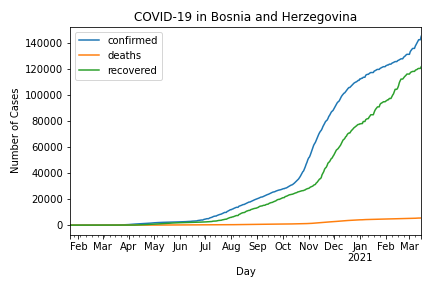 COVID-19 in Bosnia and Herzegovina
confirmed
deaths
recovered
Number of Cases
140000
120000
100000
80000
60000
40000
20000
0
Feb Mar Apr May Jun Jul Aug Sep Oct Nov Dec Jan Feb Mar
2021
Day